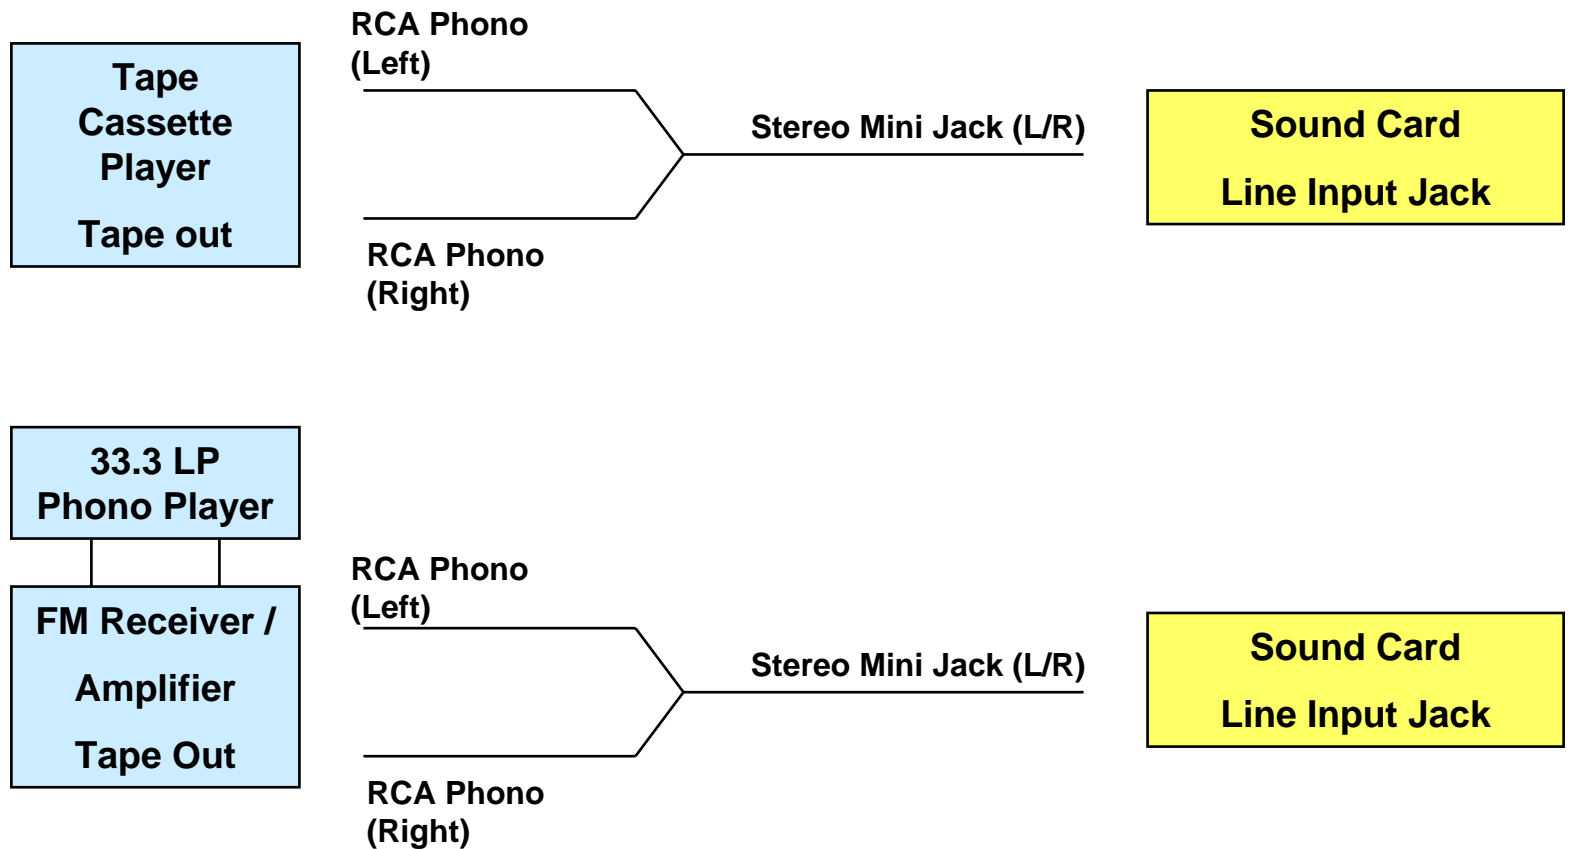 RCA Phono
(Left)
Tape
Cassette
Player
Tape out
Stereo Mini Jack (L/R)
Sound Card
Line Input Jack
RCA Phono
(Right)
33.3 LP
Phono Player
FM Receiver /
Amplifier
Tape Out
RCA Phono
(Left)
Stereo Mini Jack (L/R)
Sound Card
Line Input Jack
RCA Phono
(Right)